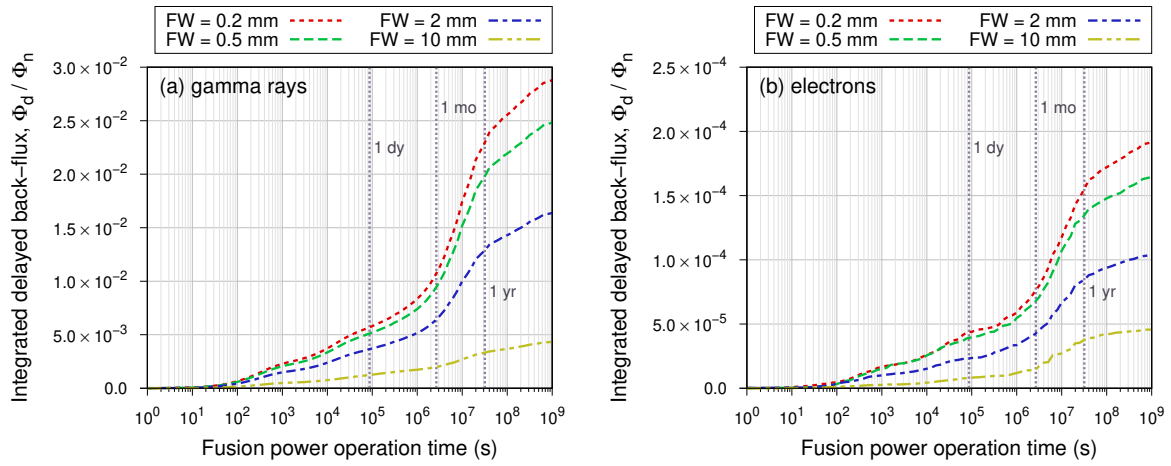 FW = 0.2 mm FW = 2 mm
FW = 0.5 mm FW = 10 mm
(a) gamma rays
Integrated delayed back−flux, Φd / Φn
3.0 × 10−2
2.5 × 10−2
2.0 × 10−2
1.5 × 10−2
1.0 × 10−2
5.0 × 10−3
0.0
1 dy
1 mo
1 yr
10^0 10^1 10^2 10^3 10^4 10^5 10^6 10^7 10^8 10^9
Fusion power operation time (s)
FW = 0.2 mm FW = 2 mm
FW = 0.5 mm FW = 10 mm
(b) electrons
Integrated delayed back−flux, Φd / Φn
2.5 × 10−4
2.0 × 10−4
1.5 × 10−4
1.0 × 10−4
5.0 × 10−5
0.0
1 dy
1 mo
1 yr
10^0 10^1 10^2 10^3 10^4 10^5 10^6 10^7 10^8 10^9
Fusion power operation time (s)